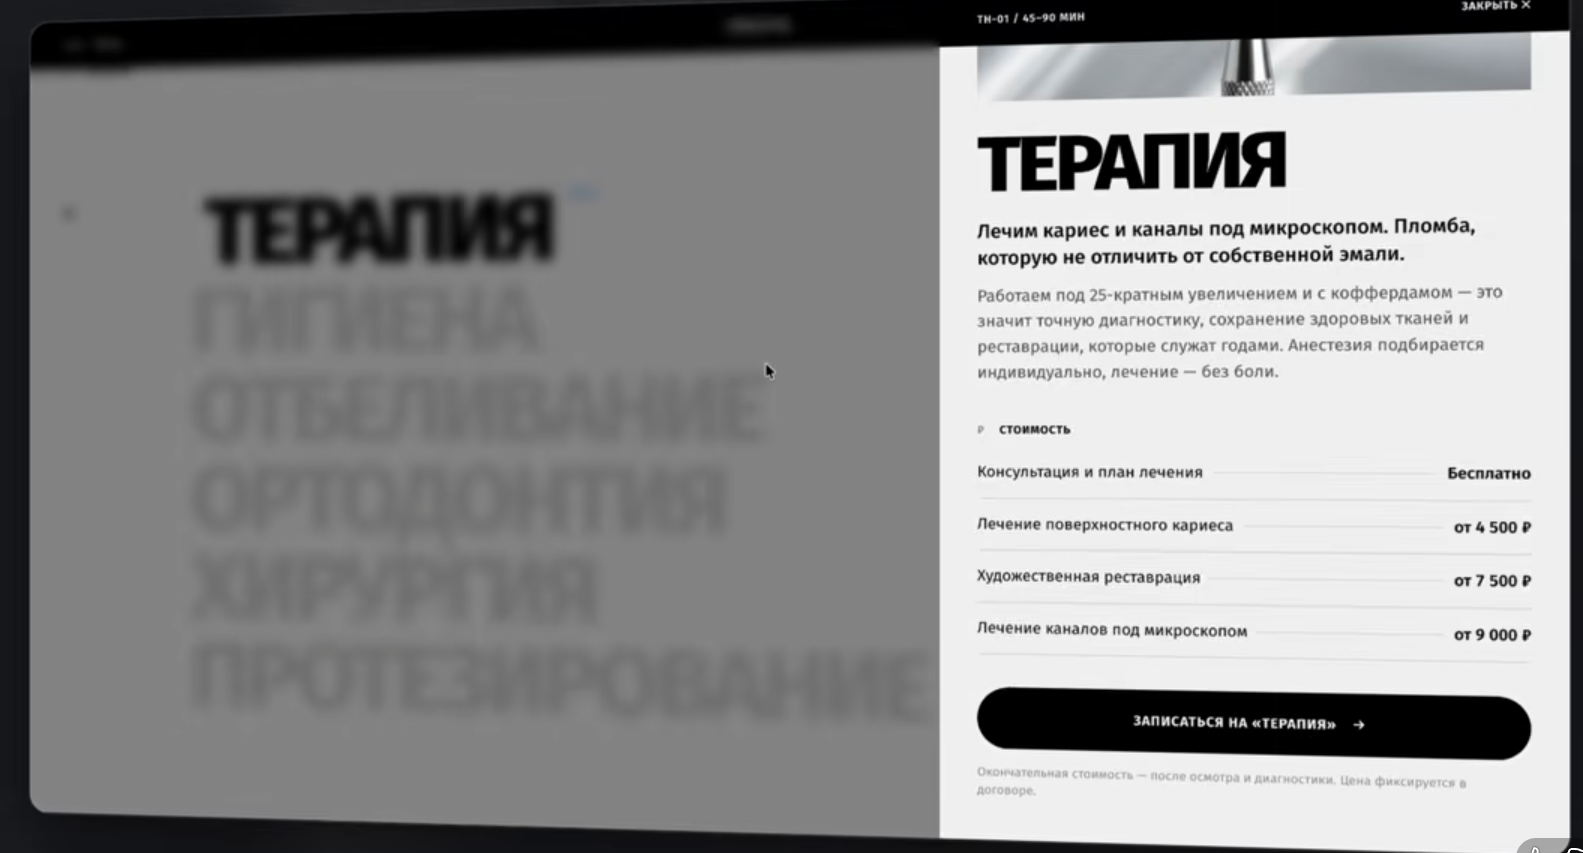 TH-01 / 45–90 МИН
ЗАКРЫТЬ ✕
ТЕРАПИЯ
Лечим кариес и каналы под микроскопом. Пломба,
которую не отличить от собственной эмали.
Работаем под 25-кратным увеличением и с коффердамом — это
значит точную диагностику, сохранение здоровых тканей и
реставрации, которые служат годами. Анестезия подбирается
индивидуально, лечение — без боли.
₽ СТОИМОСТЬ
Консультация и план лечения Бесплатно
Лечение поверхностного кариеса от 4 500 ₽
Художественная реставрация от 7 500 ₽
Лечение каналов под микроскопом от 9 000 ₽
ЗАПИСАТЬСЯ НА «ТЕРАПИЯ» →
Окончательная стоимость — после осмотра и диагностики. Цена фиксируется в
договоре.
ТЕРАПИЯ
ГИГИЕНА
ОТБЕЛИВАНИЕ
ОРТОДОНТИЯ
ХИРУРГИЯ
ПРОТЕЗИРОВАНИЕ